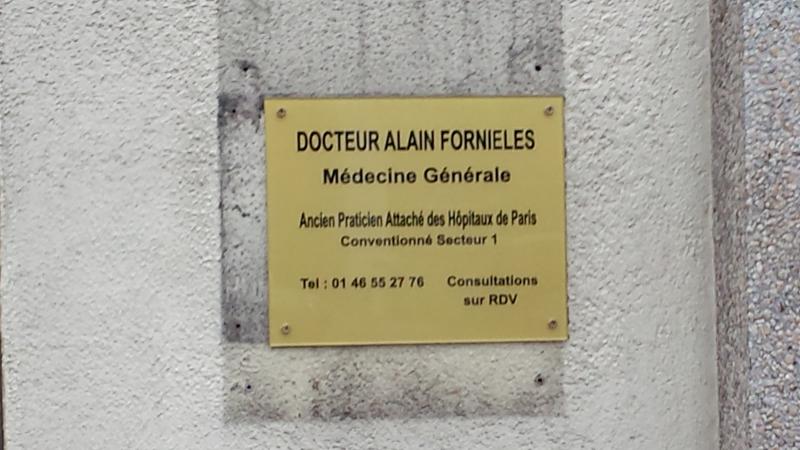 DOCTEUR ALAIN FORNIELES
Médecine Générale
Ancien Praticien Attaché des Hôpitaux de Paris
Conventionné Secteur 1
Tel : 01 46 55 27 76 Consultations
sur RDV